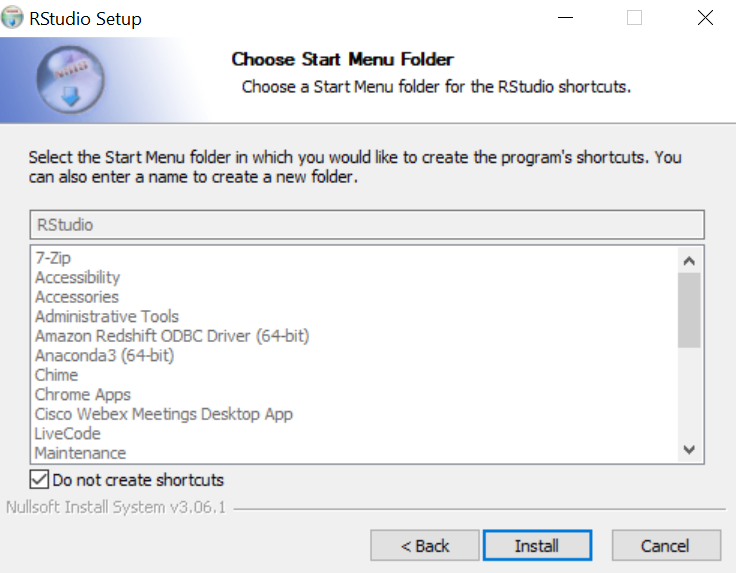 RStudio Setup
Choose Start Menu Folder
Choose a Start Menu folder for the RStudio shortcuts.
Select the Start Menu folder in which you would like to create the program's shortcuts. You
can also enter a name to create a new folder.
RStudio
7-Zip
Accessibility
Accessories
Administrative Tools
Amazon Redshift ODBC Driver (64-bit)
Anaconda3 (64-bit)
Chime
Chrome Apps
Cisco Webex Meetings Desktop App
LiveCode
Maintenance
Do not create shortcuts
Nullsoft Install System v3.06.1
< Back
Install
Cancel